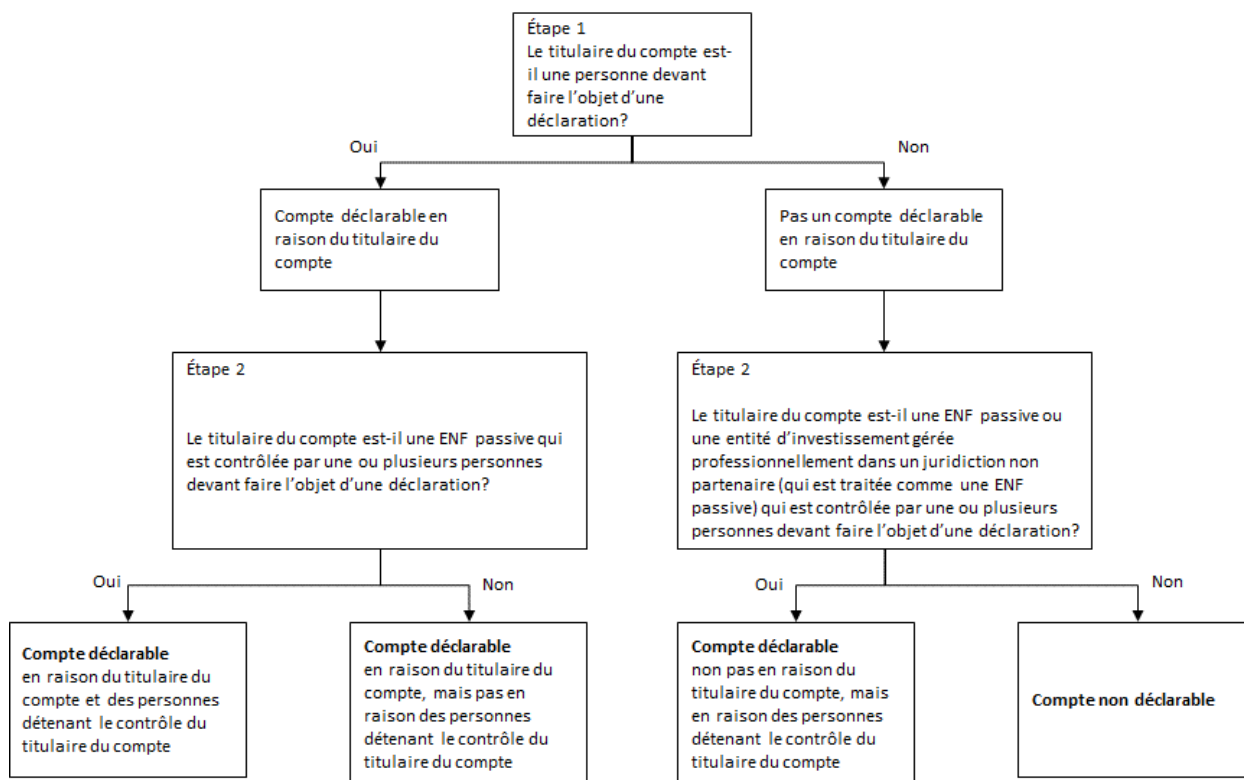 Étape 1
Le titulaire du compte est-
il une personne devant
faire l'objet d'une
déclaration?
Oui
Non
Compte déclarable en
raison du titulaire du
compte
Pas un compte déclarable
en raison du titulaire du
compte
Étape 2
Le titulaire du compte est-il une ENF passive qui
est contrôlée par une ou plusieurs personnes
devant faire l'objet d'une déclaration?
Étape 2
Le titulaire du compte est-il une ENF passive ou
une entité d'investissement gérée
professionnellement dans un juridiction non
partenaire (qui est traitée comme une ENF
passive) qui est contrôlée par une ou plusieurs
personnes devant faire l'objet d'une déclaration?
Oui
Non
Oui
Non
Compte déclarable
en raison du titulaire du
compte et des personnes
détenant le contrôle du
titulaire du compte
Compte déclarable
en raison du titulaire du
compte, mais pas en
raison des personnes
détenant le contrôle du
titulaire du compte
Compte déclarable
non pas en raison du
titulaire du compte, mais
en raison des personnes
détenant le contrôle du
titulaire du compte
Compte non déclarable